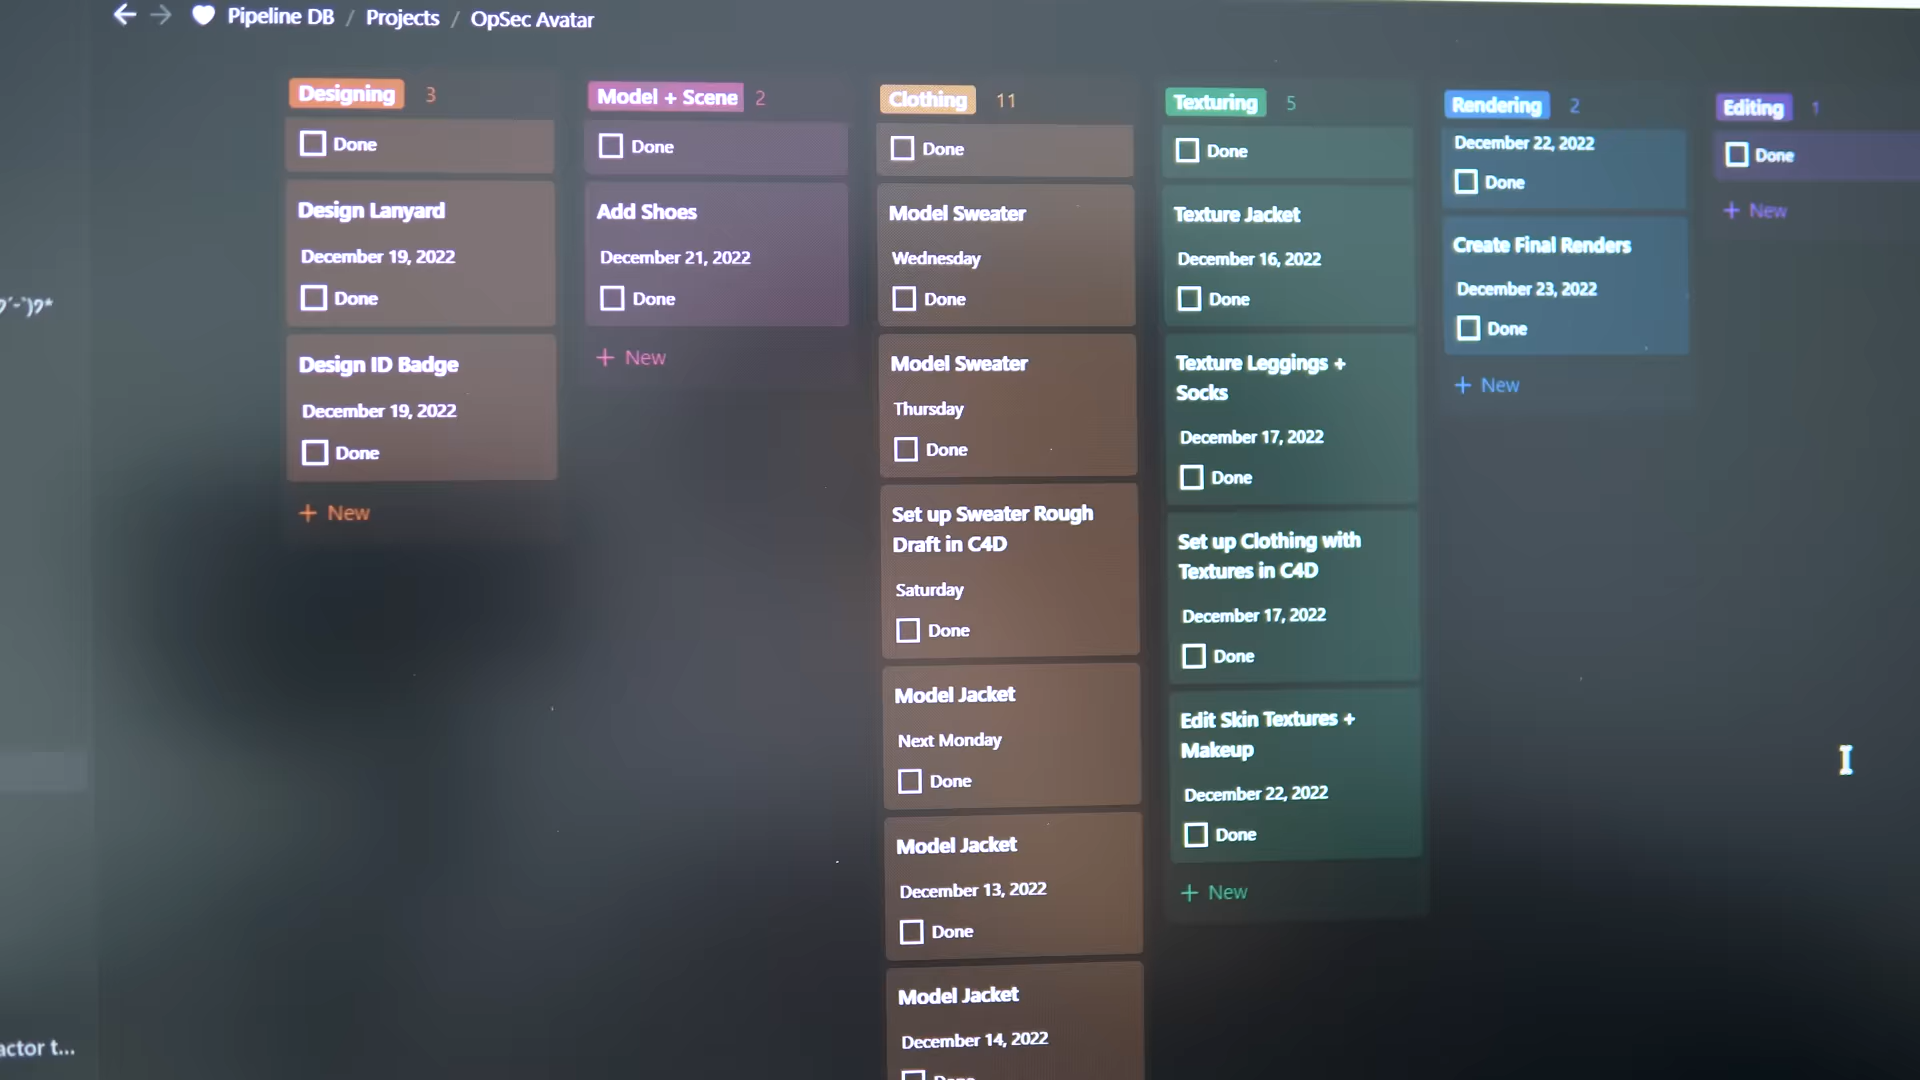 Pipeline DB / Projects / OpSec Avatar
Designing 3
Done
Design Lanyard
December 19, 2022
Done
Design ID Badge
December 19, 2022
Done
+ New
Model + Scene 2
Done
Add Shoes
December 21, 2022
Done
+ New
Clothing 11
Done
Model Sweater
Wednesday
Done
Model Sweater
Thursday
Done
Set up Sweater Rough
Draft in C4D
Saturday
Done
Model Jacket
Next Monday
Done
Model Jacket
December 13, 2022
Done
Model Jacket
December 14, 2022
Done
Texturing 5
Done
Texture Jacket
December 16, 2022
Done
Texture Leggings +
Socks
December 17, 2022
Done
Set up Clothing with
Textures in C4D
December 17, 2022
Done
Edit Skin Textures +
Makeup
December 22, 2022
Done
+ New
Rendering 2
December 22, 2022
Done
Create Final Renders
December 23, 2022
Done
+ New
Editing 1
Done
+ New
actor t...